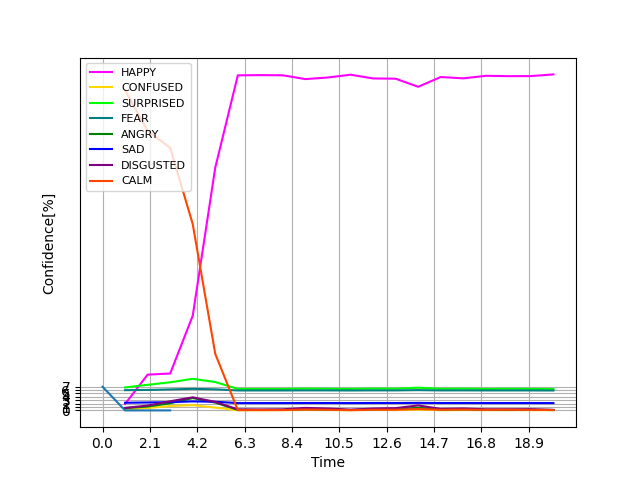 HAPPY
CONFUSED
SURPRISED
FEAR
ANGRY
SAD
DISGUSTED
CALM
Confidence[%]
0.0 2.1 4.2 6.3 8.4 10.5 12.6 14.7 16.8 18.9
Time